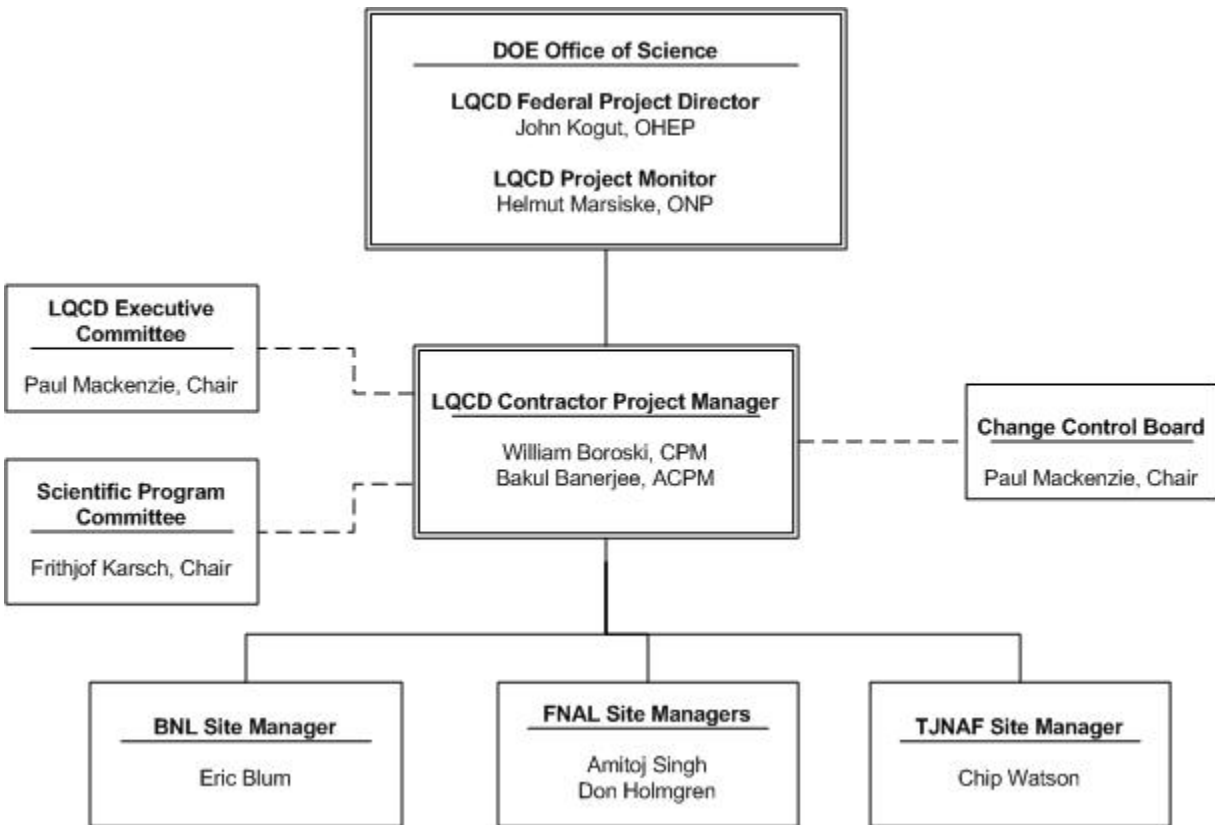 DOE Office of Science
LQCD Federal Project Director
John Kogut, OHEP
LQCD Project Monitor
Helmut Marsiske, ONP
LQCD Executive
Committee
Paul Mackenzie, Chair
LQCD Contractor Project Manager
William Boroski, CPM
Bakul Banerjee, ACPM
Change Control Board
Paul Mackenzie, Chair
Scientific Program
Committee
Frithjof Karsch, Chair
BNL Site Manager
Eric Blum
FNAL Site Managers
Amitoj Singh
Don Holmgren
TJNAF Site Manager
Chip Watson